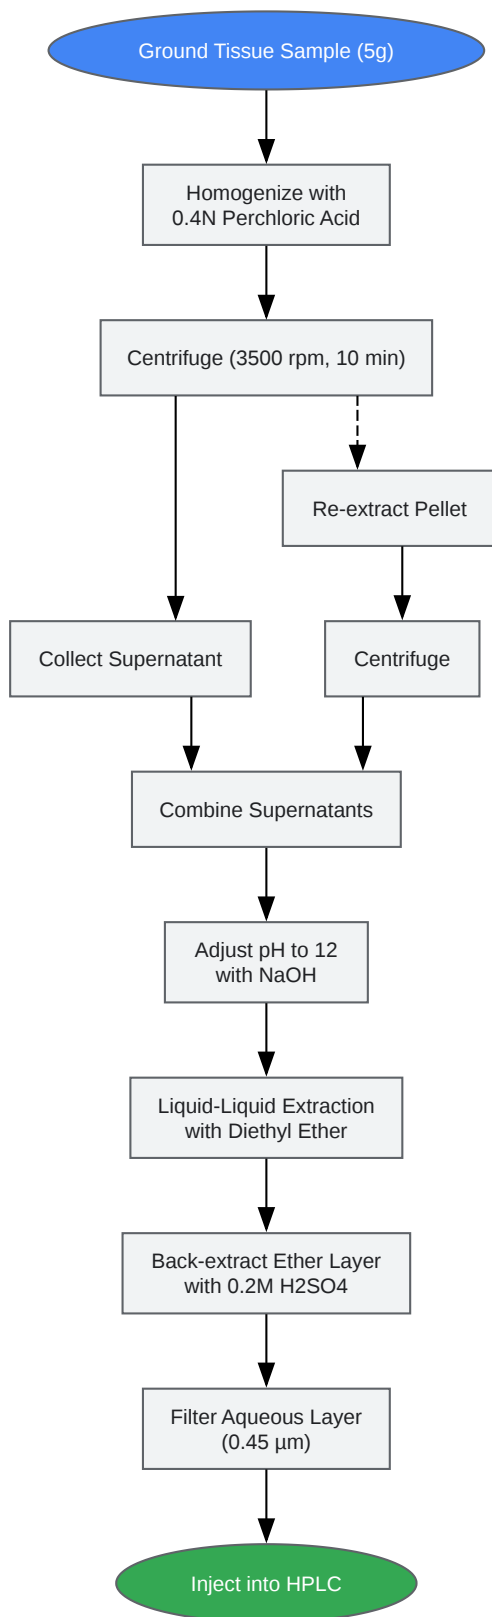 Ground Tissue Sample (5g)
Homogenize with
0.4N Perchloric Acid
Centrifuge (3500 rpm, 10 min)
Re-extract Pellet
Collect Supernatant
Centrifuge
Combine Supernatants
Adjust pH to 12
with NaOH
Liquid-Liquid Extraction
with Diethyl Ether
Back-extract Ether Layer
with 0.2M H2SO4
Filter Aqueous Layer
(0.45 µm)
Inject into HPLC